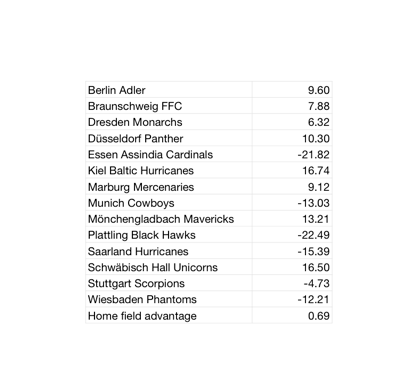 Berlin Adler 9.60
Braunschweig FFC 7.88
Dresden Monarchs 6.32
Düsseldorf Panther 10.30
Essen Assindia Cardinals -21.82
Kiel Baltic Hurricanes 16.74
Marburg Mercenaries 9.12
Munich Cowboys -13.03
Mönchengladbach Mavericks 13.21
Plattling Black Hawks -22.49
Saarland Hurricanes -15.39
Schwäbisch Hall Unicorns 16.50
Stuttgart Scorpions -4.73
Wiesbaden Phantoms -12.21
Home field advantage 0.69